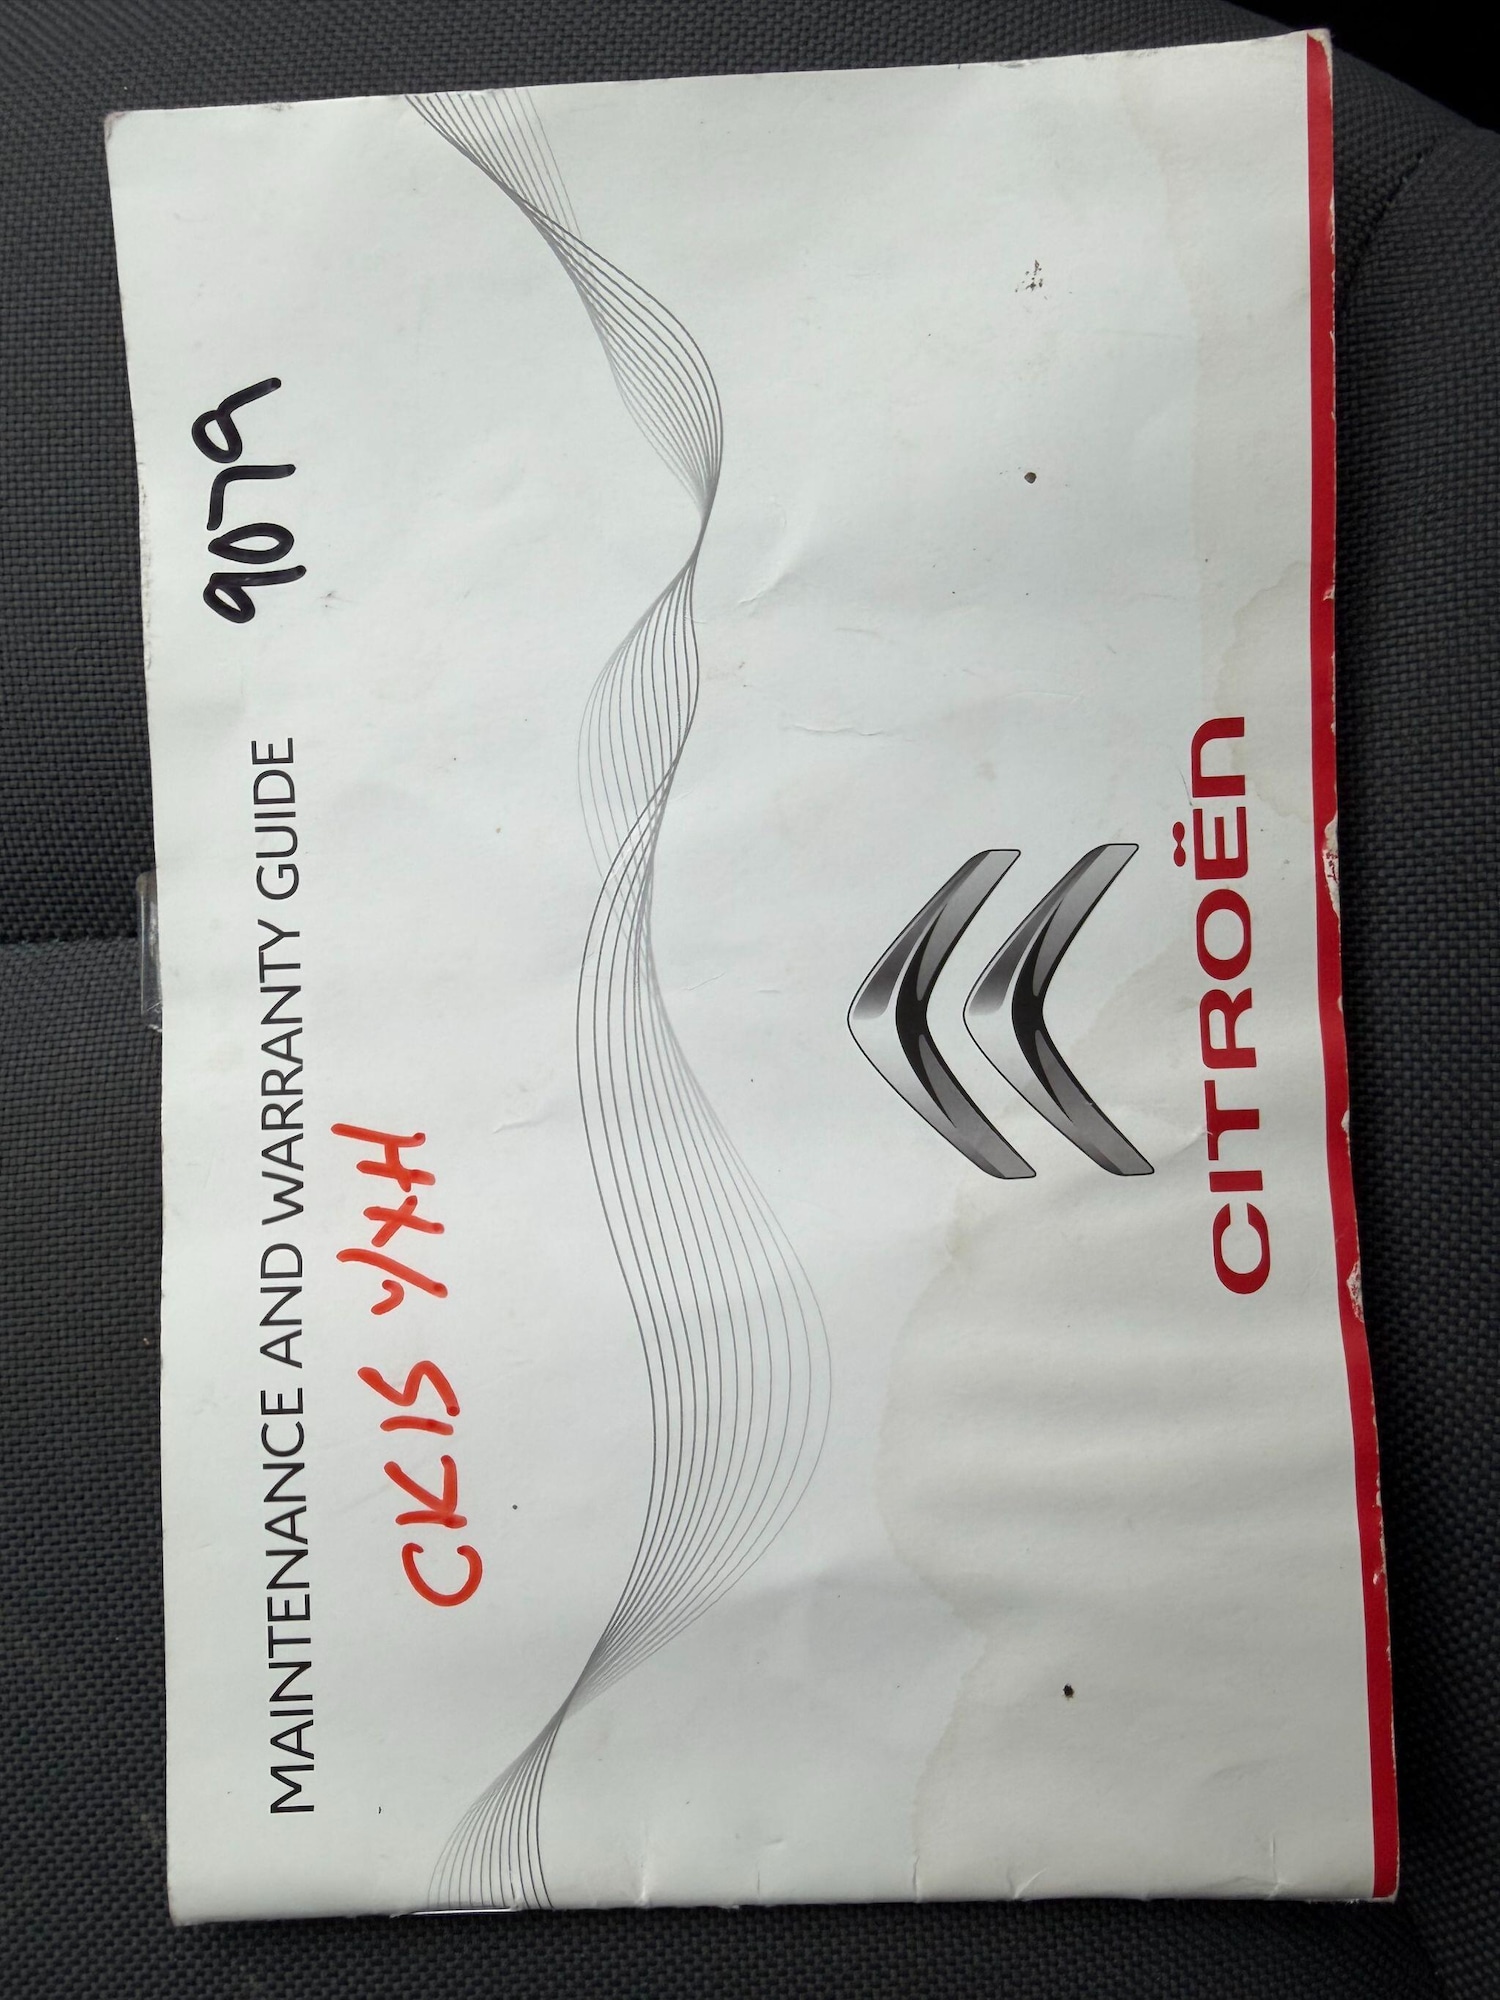 9079
MAINTENANCE AND WARRANTY GUIDE
CK15 YXH
CITROËN